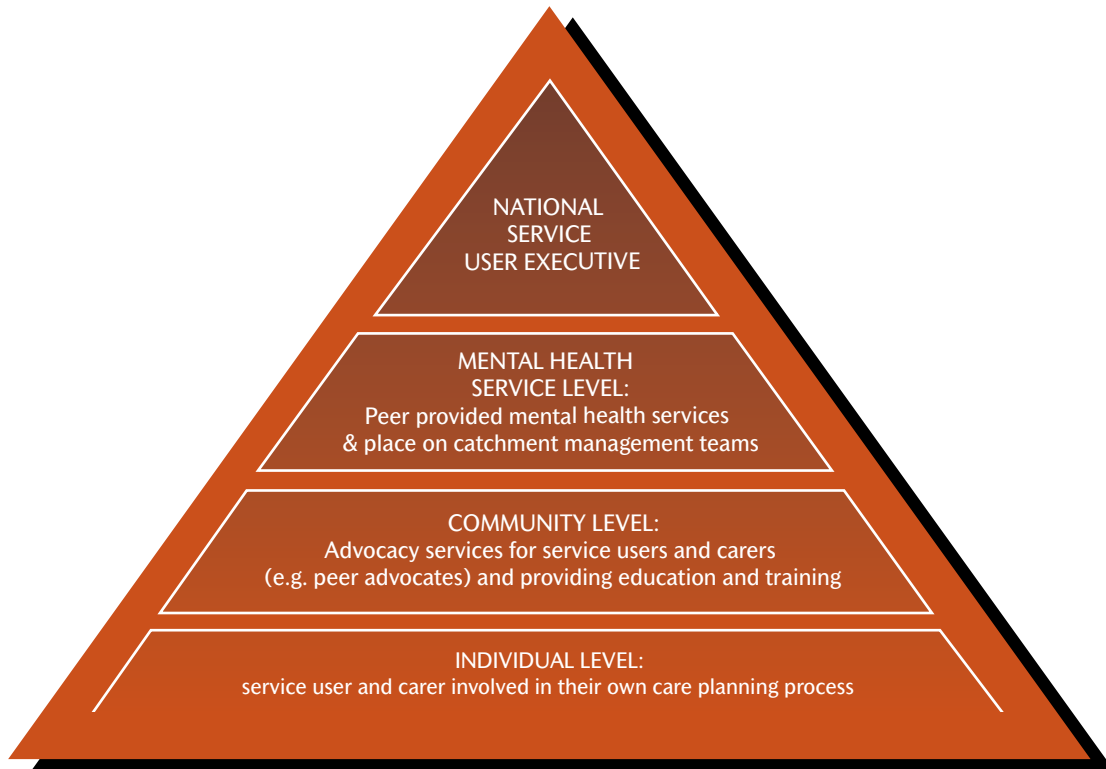 NATIONAL
SERVICE
USER EXECUTIVE
MENTAL HEALTH
SERVICE LEVEL:
Peer provided mental health services
& place on catchment management teams
COMMUNITY LEVEL:
Advocacy services for service users and carers
(e.g. peer advocates) and providing education and training
INDIVIDUAL LEVEL:
service user and carer involved in their own care planning process